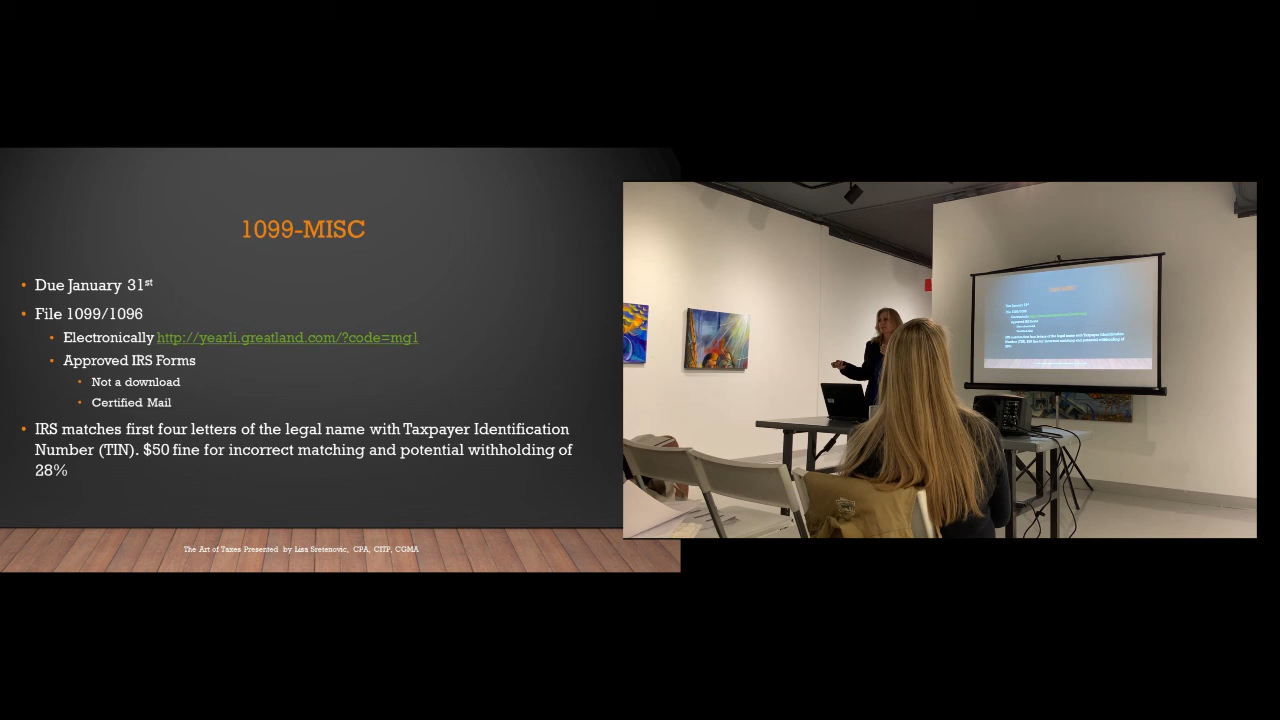 1099-MISC
Due January 31st
File 1099/1096
Electronically http://yearli.greatland.com/?code=mg1
Approved IRS Forms
Not a download
Certified Mail
IRS matches first four letters of the legal name with Taxpayer Identification
Number (TIN). $50 fine for incorrect matching and potential withholding of
28%
The Art of Taxes Presented by Lisa Sretenovic, CPA, CITP, CGMA